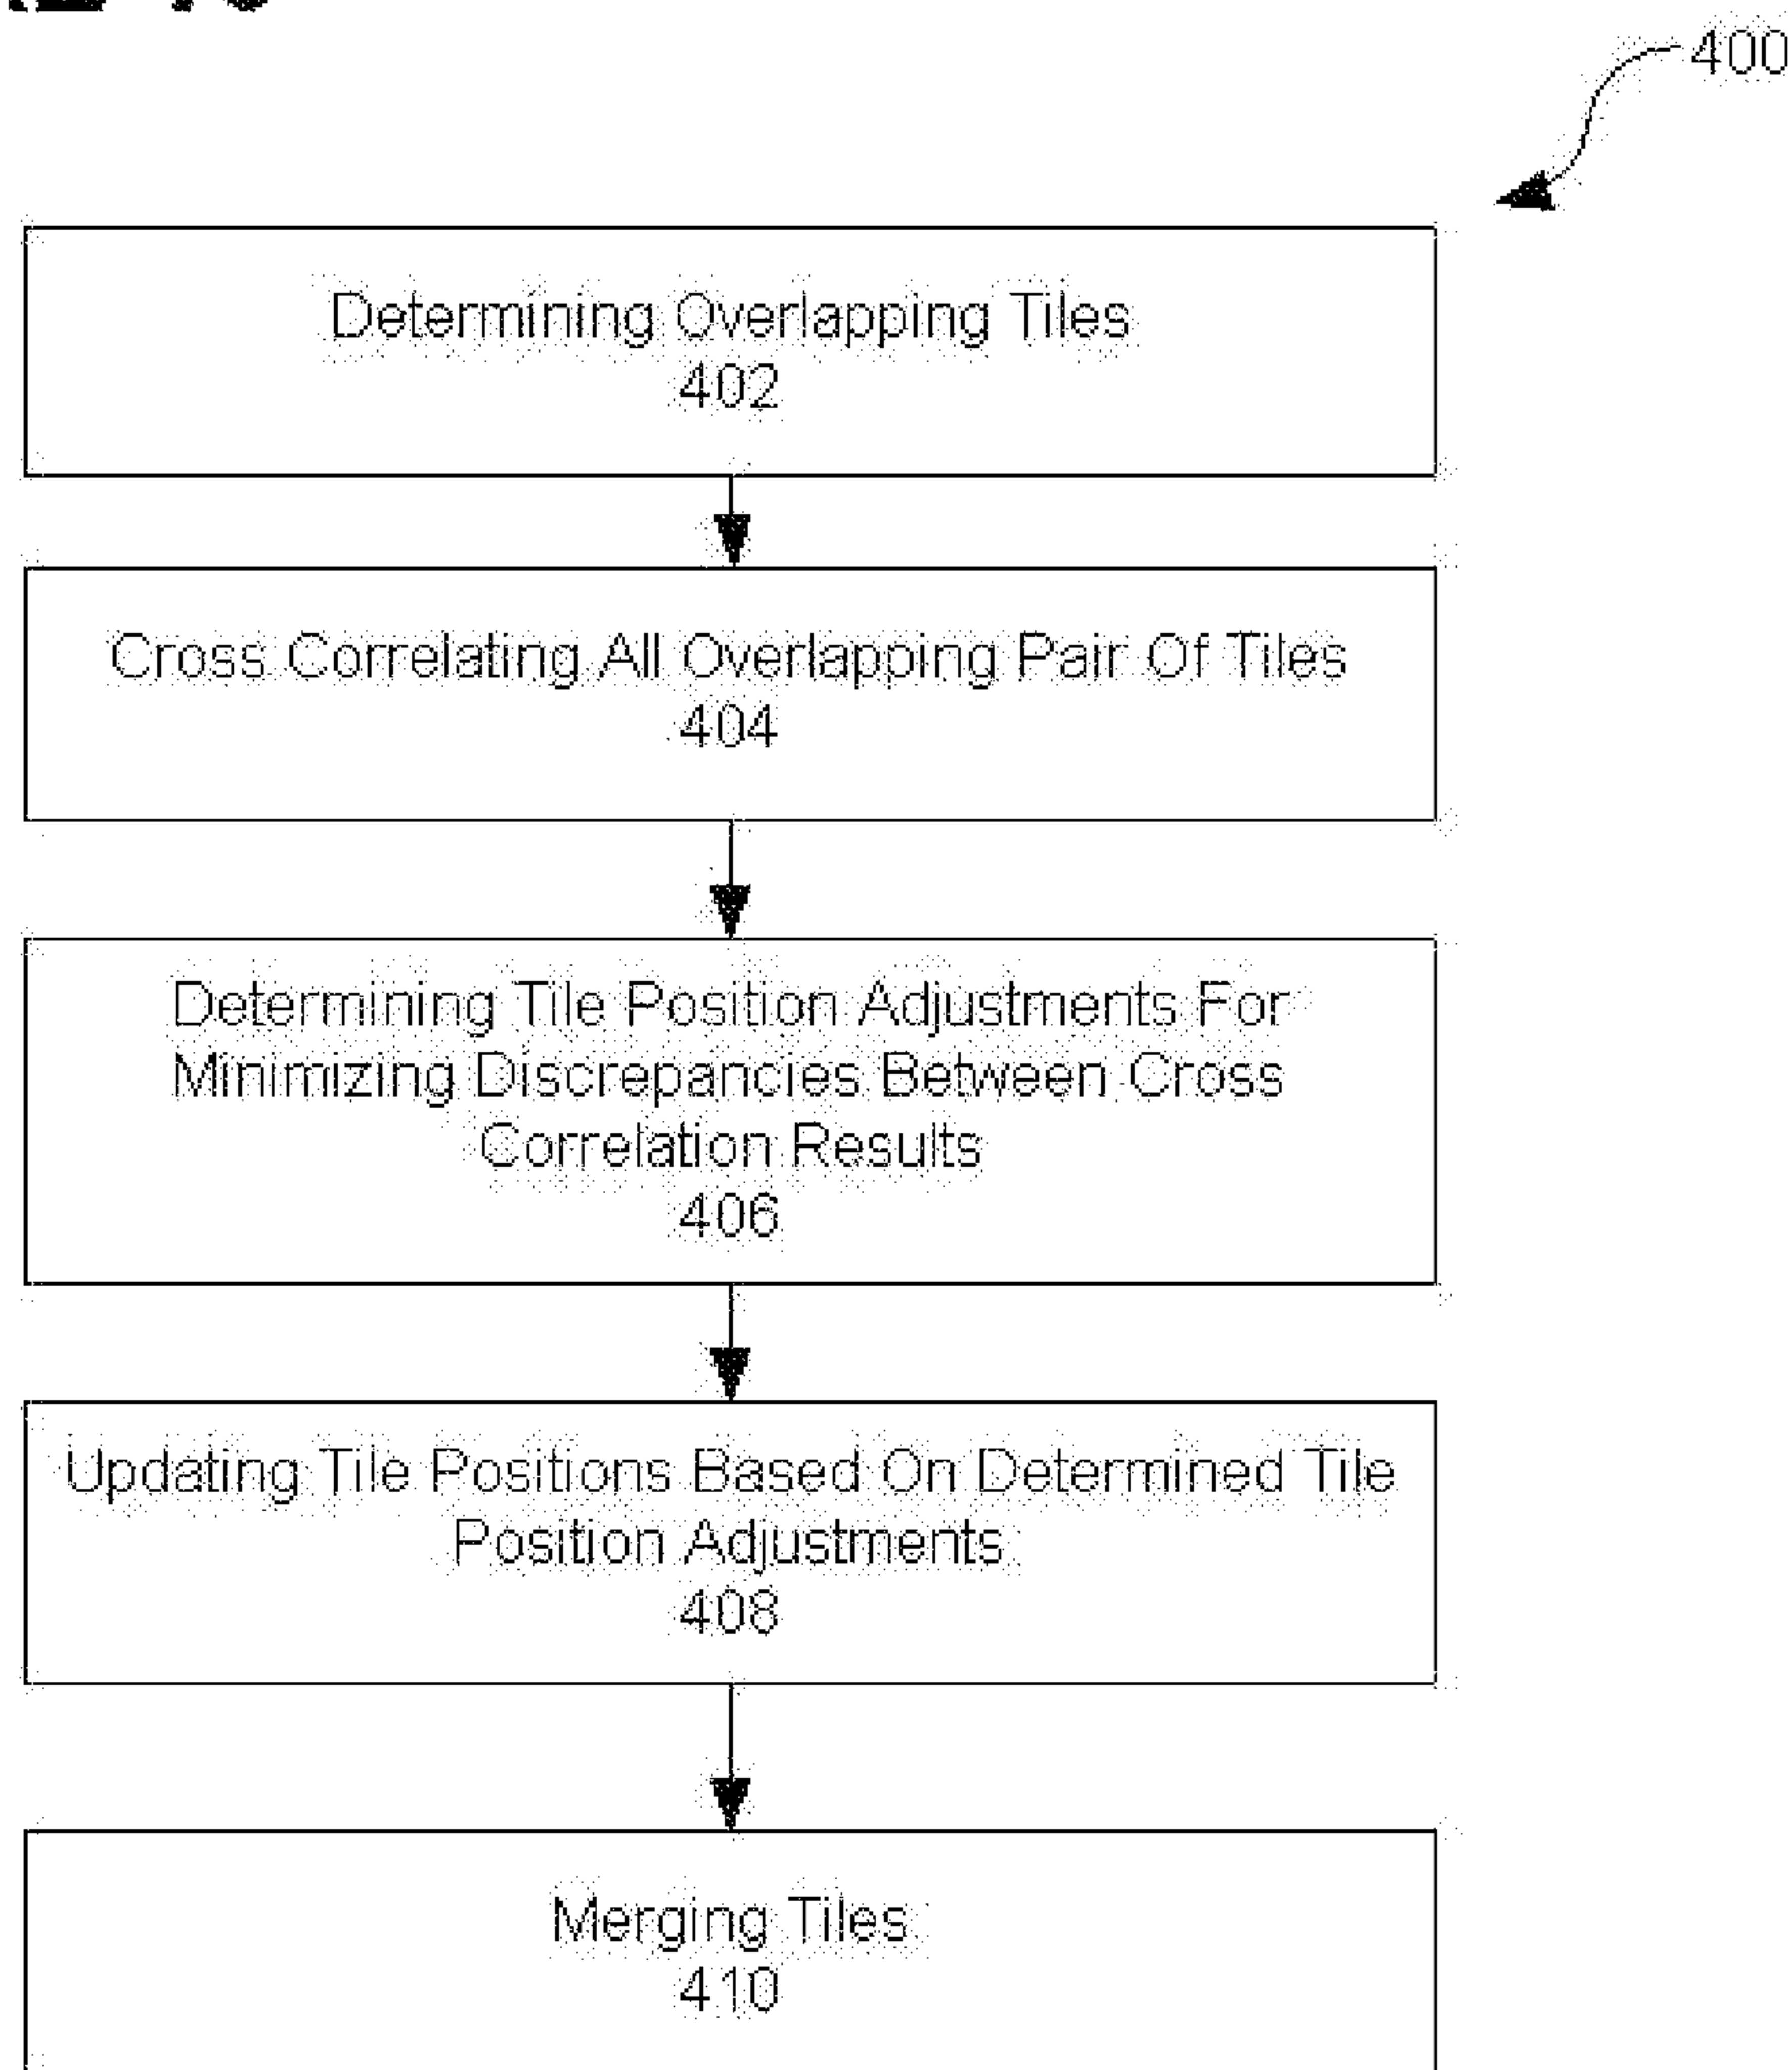 400
Determining Overlapping Tiles
402
Cross Correlating All Overlapping Pair Of Tiles
404
Determining Tile Position Adjustments For
Minimizing Discrepancies Between Cross
Correlation Results
406
Updating Tile Positions Based On Determined Tile
Position Adjustments
408
Merging Tiles
410